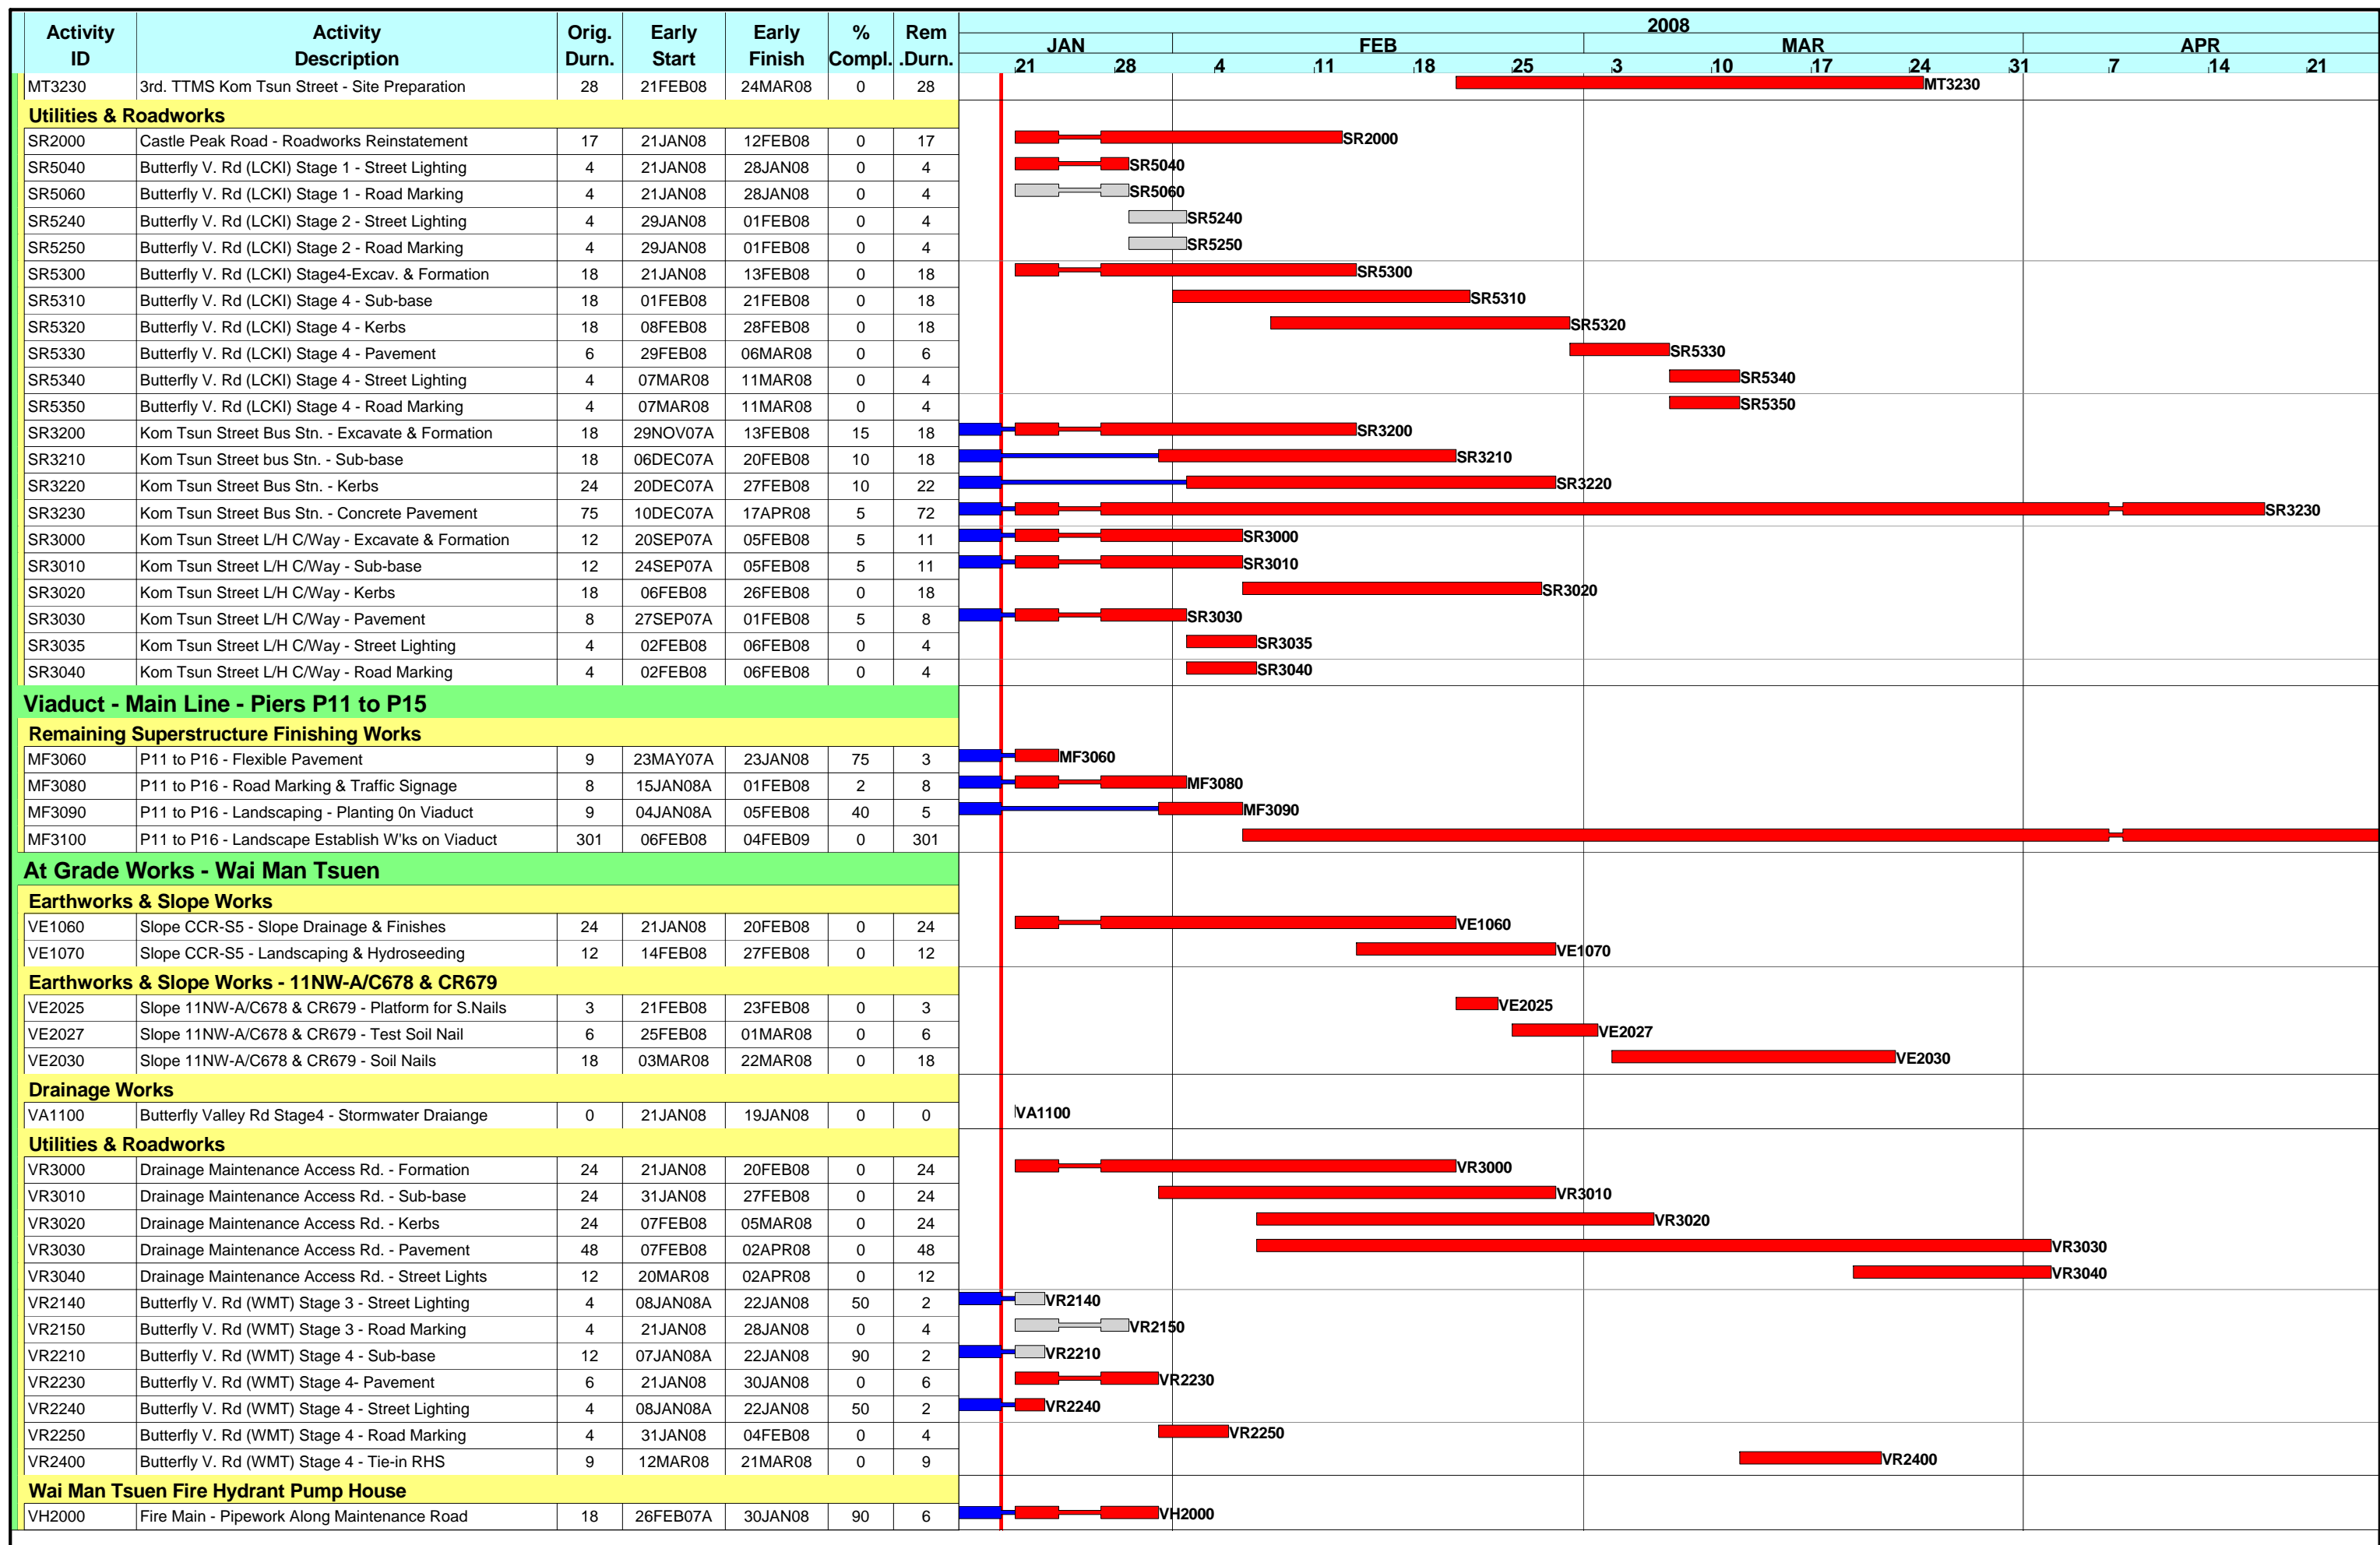 2008
Activity Activity Orig. Early Early % Rem JAN FEB MAR APR
ID Description Durn. Start Finish Compl. .Durn. 21 28 4 11 18 25 3 10 17 24 31 7 14 21
MT3230 3rd. TTMS Kom Tsun Street - Site Preparation 28 21FEB08 24MAR08 0 28 MT3230
Utilities & Roadworks
SR2000 Castle Peak Road - Roadworks Reinstatement 17 21JAN08 12FEB08 0 17 SR2000
SR5040 Butterfly V. Rd (LCKI) Stage 1 - Street Lighting 4 21JAN08 28JAN08 0 4 SR5040
SR5060 Butterfly V. Rd (LCKI) Stage 1 - Road Marking 4 21JAN08 28JAN08 0 4 SR5060
SR5240 Butterfly V. Rd (LCKI) Stage 2 - Street Lighting 4 29JAN08 01FEB08 0 4 SR5240
SR5250 Butterfly V. Rd (LCKI) Stage 2 - Road Marking 4 29JAN08 01FEB08 0 4 SR5250
SR5300 Butterfly V. Rd (LCKI) Stage4-Excav. & Formation 18 21JAN08 13FEB08 0 18 SR5300
SR5310 Butterfly V. Rd (LCKI) Stage 4 - Sub-base 18 01FEB08 21FEB08 0 18 SR5310
SR5320 Butterfly V. Rd (LCKI) Stage 4 - Kerbs 18 08FEB08 28FEB08 0 18 SR5320
SR5330 Butterfly V. Rd (LCKI) Stage 4 - Pavement 6 29FEB08 06MAR08 0 6 SR5330
SR5340 Butterfly V. Rd (LCKI) Stage 4 - Street Lighting 4 07MAR08 11MAR08 0 4 SR5340
SR5350 Butterfly V. Rd (LCKI) Stage 4 - Road Marking 4 07MAR08 11MAR08 0 4 SR5350
SR3200 Kom Tsun Street Bus Stn. - Excavate & Formation 18 29NOV07A 13FEB08 15 18 SR3200
SR3210 Kom Tsun Street bus Stn. - Sub-base 18 06DEC07A 20FEB08 10 18 SR3210
SR3220 Kom Tsun Street Bus Stn. - Kerbs 24 20DEC07A 27FEB08 10 22 SR3220
SR3230 Kom Tsun Street Bus Stn. - Concrete Pavement 75 10DEC07A 17APR08 5 72 SR3230
SR3000 Kom Tsun Street L/H C/Way - Excavate & Formation 12 20SEP07A 05FEB08 5 11 SR3000
SR3010 Kom Tsun Street L/H C/Way - Sub-base 12 24SEP07A 05FEB08 5 11 SR3010
SR3020 Kom Tsun Street L/H C/Way - Kerbs 18 06FEB08 26FEB08 0 18 SR3020
SR3030 Kom Tsun Street L/H C/Way - Pavement 8 27SEP07A 01FEB08 5 8 SR3030
SR3035 Kom Tsun Street L/H C/Way - Street Lighting 4 02FEB08 06FEB08 0 4 SR3035
SR3040 Kom Tsun Street L/H C/Way - Road Marking 4 02FEB08 06FEB08 0 4 SR3040
Viaduct - Main Line - Piers P11 to P15
Remaining Superstructure Finishing Works
MF3060 P11 to P16 - Flexible Pavement 9 23MAY07A 23JAN08 75 3 MF3060
MF3080 P11 to P16 - Road Marking & Traffic Signage 8 15JAN08A 01FEB08 2 8 MF3080
MF3090 P11 to P16 - Landscaping - Planting 0n Viaduct 9 04JAN08A 05FEB08 40 5 MF3090
MF3100 P11 to P16 - Landscape Establish W'ks on Viaduct 301 06FEB08 04FEB09 0 301
At Grade Works - Wai Man Tsuen
Earthworks & Slope Works
VE1060 Slope CCR-S5 - Slope Drainage & Finishes 24 21JAN08 20FEB08 0 24 VE1060
VE1070 Slope CCR-S5 - Landscaping & Hydroseeding 12 14FEB08 27FEB08 0 12 VE1070
Earthworks & Slope Works - 11NW-A/C678 & CR679
VE2025 Slope 11NW-A/C678 & CR679 - Platform for S.Nails 3 21FEB08 23FEB08 0 3 VE2025
VE2027 Slope 11NW-A/C678 & CR679 - Test Soil Nail 6 25FEB08 01MAR08 0 6 VE2027
VE2030 Slope 11NW-A/C678 & CR679 - Soil Nails 18 03MAR08 22MAR08 0 18 VE2030
Drainage Works
VA1100 Butterfly Valley Rd Stage4 - Stormwater Draiange 0 21JAN08 19JAN08 0 0 VA1100
Utilities & Roadworks
VR3000 Drainage Maintenance Access Rd. - Formation 24 21JAN08 20FEB08 0 24 VR3000
VR3010 Drainage Maintenance Access Rd. - Sub-base 24 31JAN08 27FEB08 0 24 VR3010
VR3020 Drainage Maintenance Access Rd. - Kerbs 24 07FEB08 05MAR08 0 24 VR3020
VR3030 Drainage Maintenance Access Rd. - Pavement 48 07FEB08 02APR08 0 48 VR3030
VR3040 Drainage Maintenance Access Rd. - Street Lights 12 20MAR08 02APR08 0 12 VR3040
VR2140 Butterfly V. Rd (WMT) Stage 3 - Street Lighting 4 08JAN08A 22JAN08 50 2 VR2140
VR2150 Butterfly V. Rd (WMT) Stage 3 - Road Marking 4 21JAN08 28JAN08 0 4 VR2150
VR2210 Butterfly V. Rd (WMT) Stage 4 - Sub-base 12 07JAN08A 22JAN08 90 2 VR2210
VR2230 Butterfly V. Rd (WMT) Stage 4- Pavement 6 21JAN08 30JAN08 0 6 VR2230
VR2240 Butterfly V. Rd (WMT) Stage 4 - Street Lighting 4 08JAN08A 22JAN08 50 2 VR2240
VR2250 Butterfly V. Rd (WMT) Stage 4 - Road Marking 4 31JAN08 04FEB08 0 4 VR2250
VR2400 Butterfly V. Rd (WMT) Stage 4 - Tie-in RHS 9 12MAR08 21MAR08 0 9 VR2400
Wai Man Tsuen Fire Hydrant Pump House
VH2000 Fire Main - Pipework Along Maintenance Road 18 26FEB07A 30JAN08 90 6 VH2000